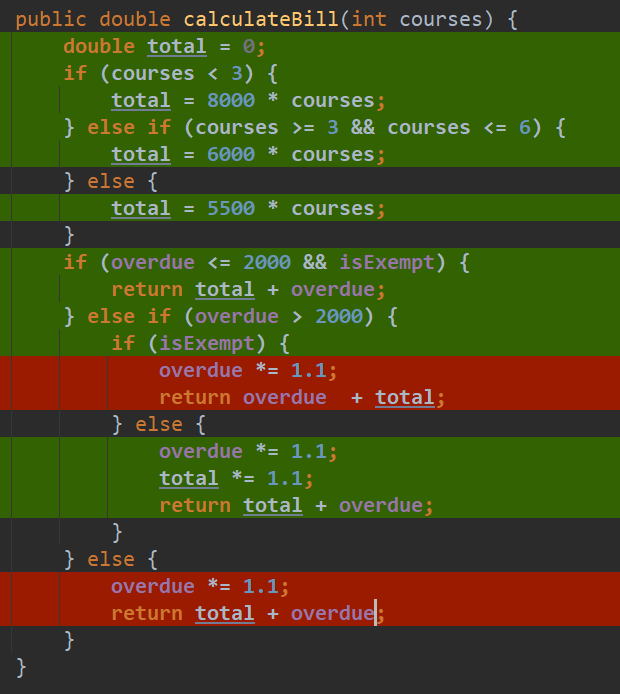 public double calculateBill(int courses) {
    double total = 0;
    if (courses < 3) {
        total = 8000 * courses;
    } else if (courses >= 3 && courses <= 6) {
        total = 6000 * courses;
    } else {
        total = 5500 * courses;
    }
    if (overdue <= 2000 && isExempt) {
        return total + overdue;
    } else if (overdue > 2000) {
        if (isExempt) {
            overdue *= 1.1;
            return overdue  + total;
        } else {
            overdue *= 1.1;
            total *= 1.1;
            return total + overdue;
        }
    } else {
        overdue *= 1.1;
        return total + overdue;
    }
}